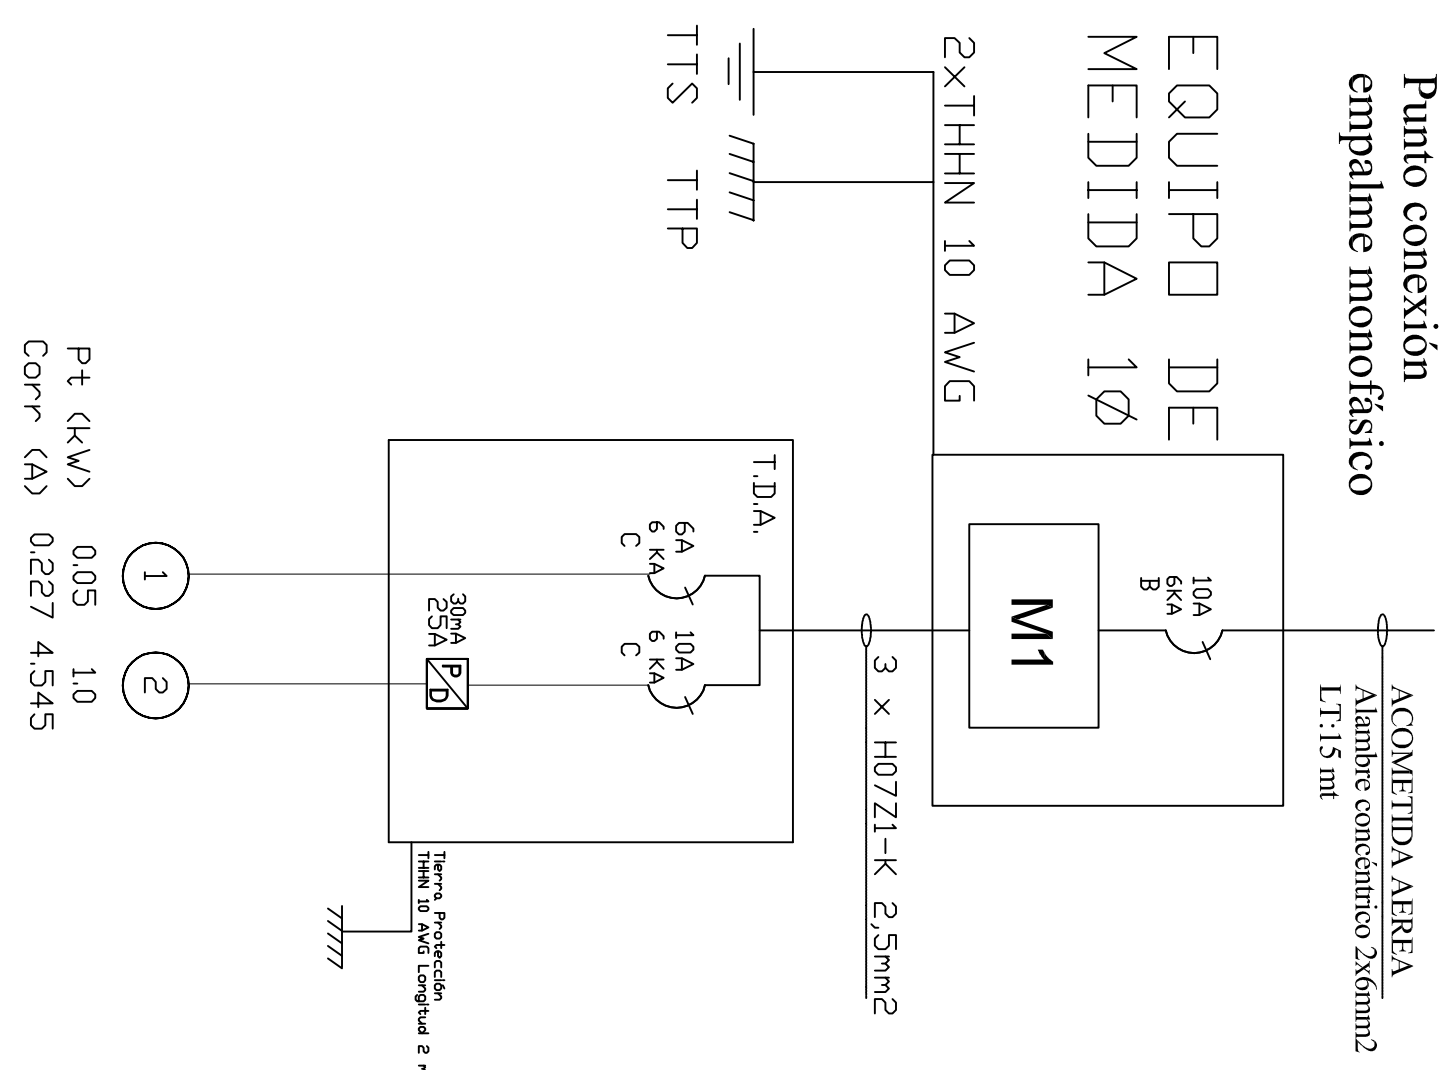 Punto conexión
empalme monofásico
ACOMETIDA AEREA
Alambre concéntrico 2x6mm2
LT:15 mt
EQUIPO DE
MEDIDA 1Ø
10A
6KA
B
M1
2xTHHN 10 AWG
TTS
TTP
3 x H07Z1-K 2,5mm2
T.D.A.
6A
6 KA
C
10A
6 KA
C
30mA
25A
P
D
Tierra Protección
THHN 10 AWG Longitud 2 m
1
2
Pt (kW) 0.05 1.0
Corr (A) 0.227 4.545